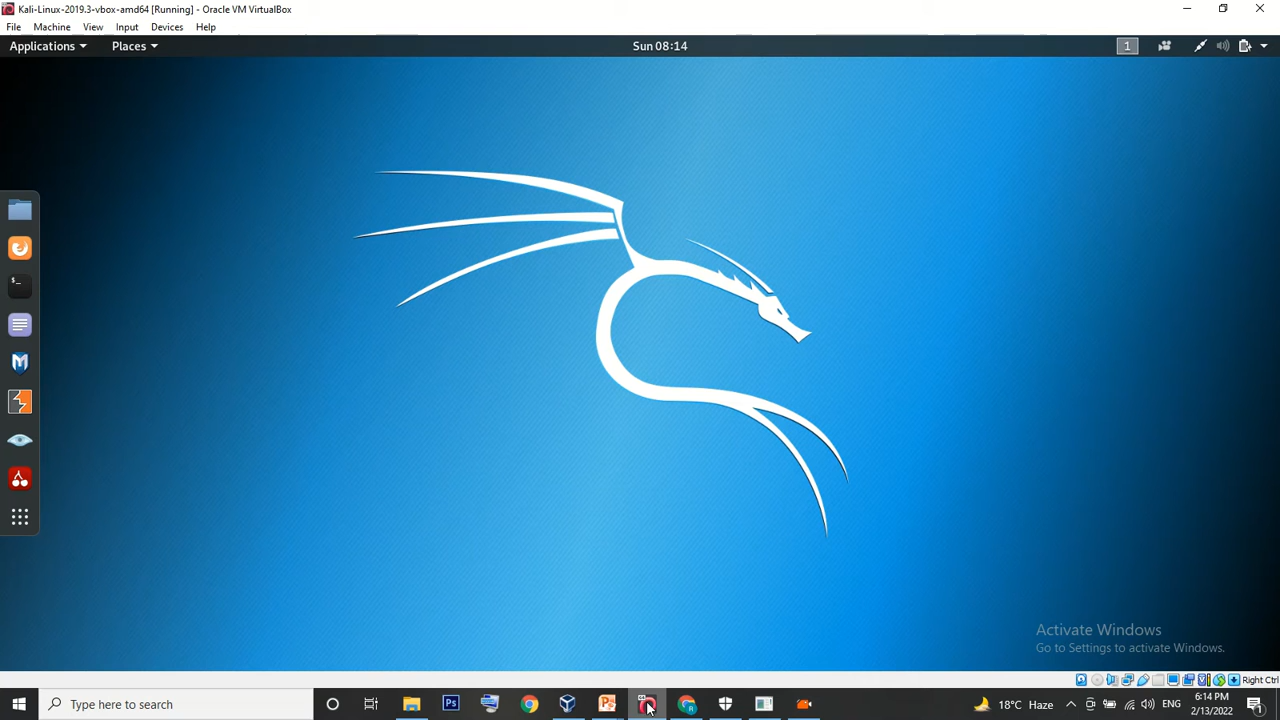 Kali-Linux-2019.3-vbox-amd64 [Running] - Oracle VM VirtualBox
File Machine View Input Devices Help
Applications Places Sun 08:14 1
$_
Activate Windows
Go to Settings to activate Windows.
Right Ctrl
Type here to search Ps R 18°C Haze ENG 6:14 PM
2/13/2022 1